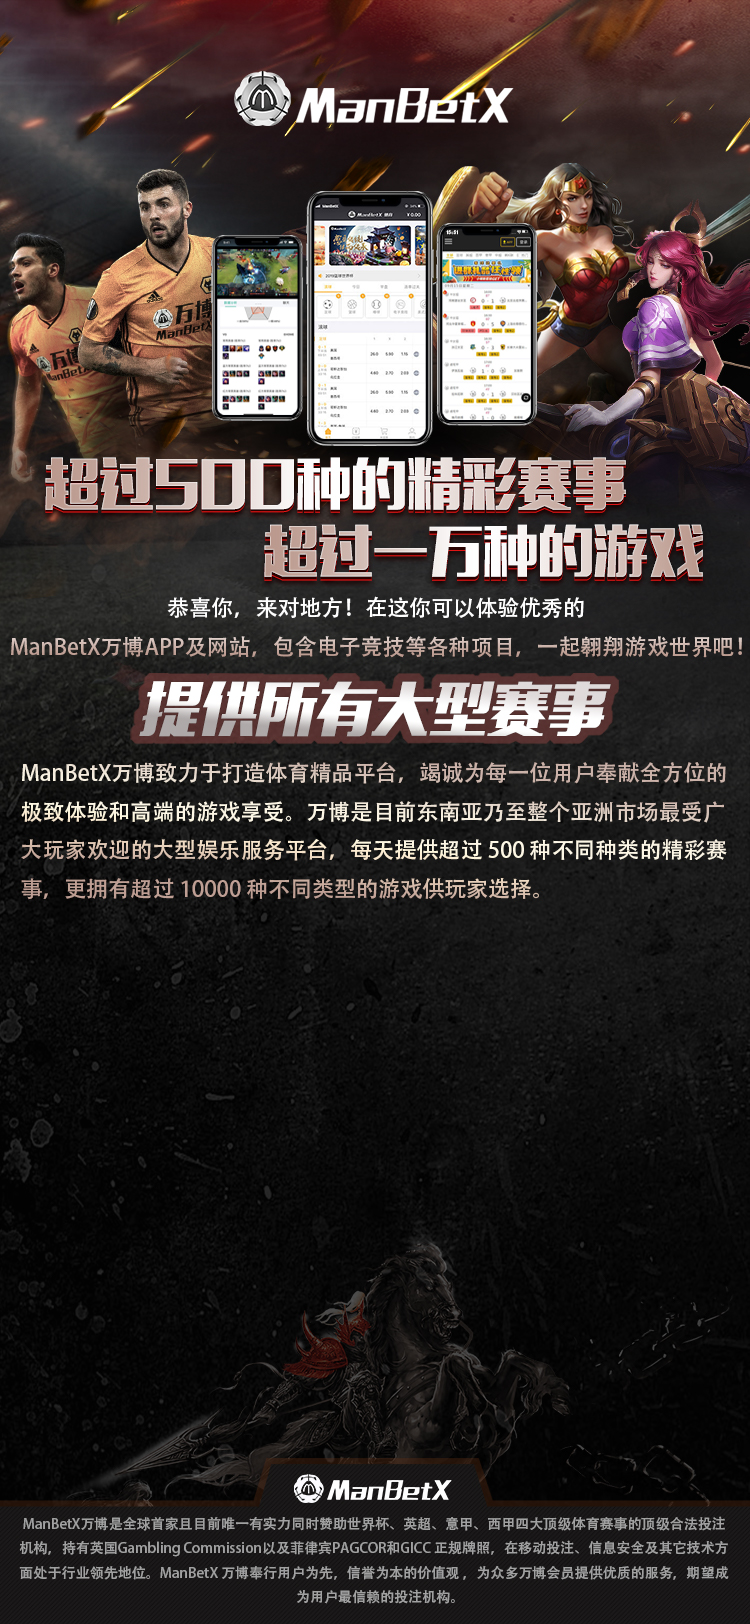 ManBetX
万博
ManBetX
万博
ManBetX
15:51
ManBetX
¥0.00
超过500种的精彩赛事
超过一万种的游戏
恭喜你，来对地方！在这你可以体验优秀的
ManBetX万博APP及网站，包含电子竞技等各种项目，一起翱翔游戏世界吧！
提供所有大型赛事
ManBetX万博致力于打造体育精品平台，竭诚为每一位用户奉献全方位的
极致体验和高端的游戏享受。万博是目前东南亚乃至整个亚洲市场最受广
大玩家欢迎的大型娱乐服务平台，每天提供超过 500 种不同种类的精彩赛
事，更拥有超过 10000 种不同类型的游戏供玩家选择。
ManBetX
ManBetX万博是全球首家且目前唯一有实力同时赞助世界杯、英超、意甲、西甲四大顶级体育赛事的顶级合法投注
机构，持有英国Gambling Commission以及菲律宾PAGCOR和GICC 正规牌照，在移动投注、信息安全及其它技术方
面处于行业领先地位。ManBetX 万博奉行用户为先，信誉为本的价值观 ，为众多万博会员提供优质的服务，期望成
为用户最信赖的投注机构。